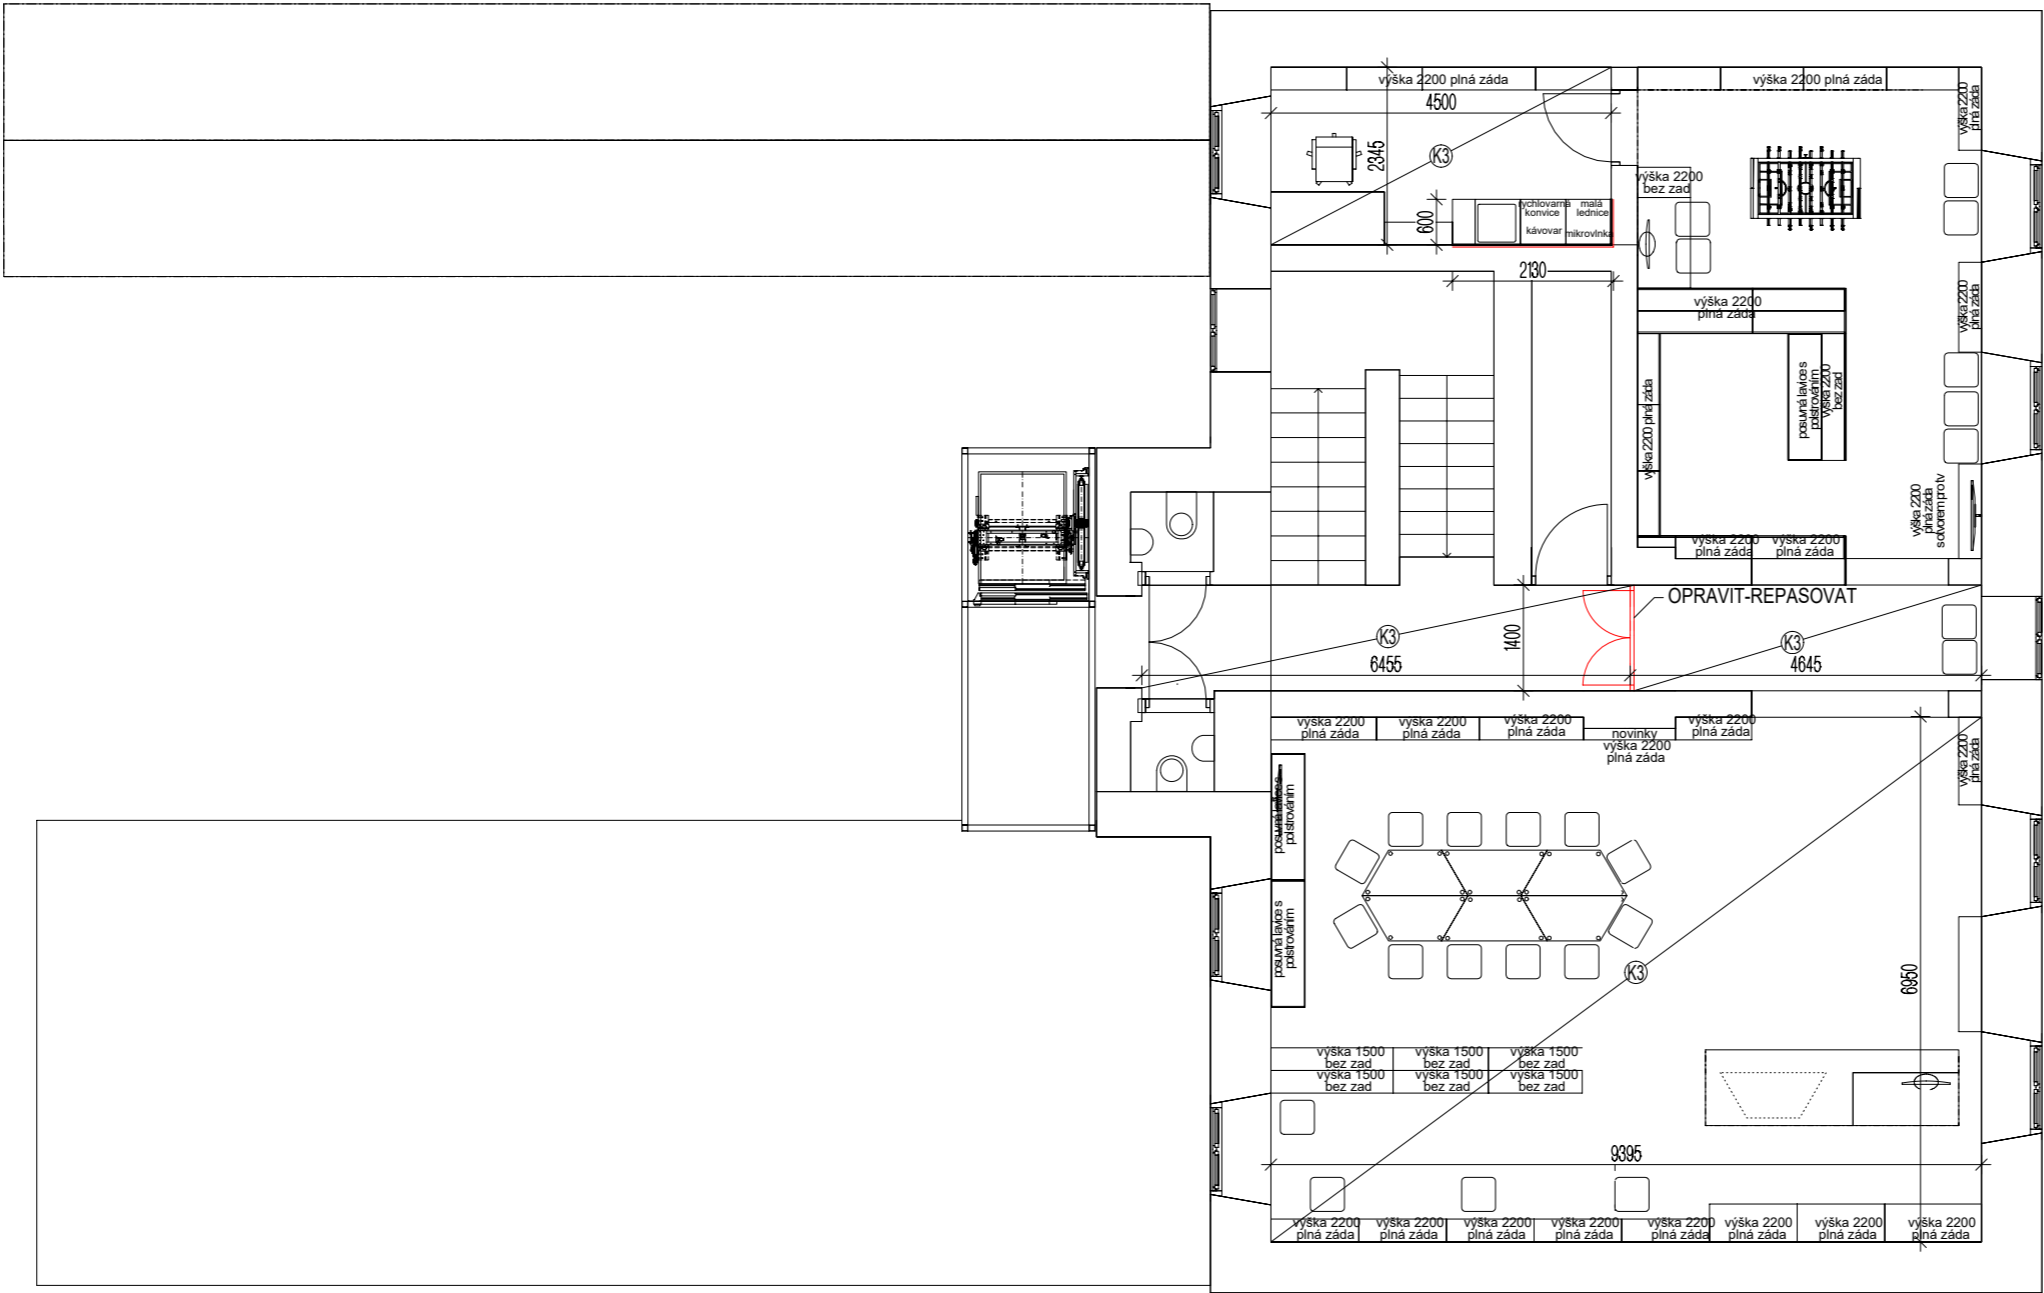 výška 2200 plná záda
výška 2200 plná záda
výška 2200
plná záda
4500
2345
K3
600
rychlovarná
konvice
kávovar
malá
lednice
mikrovlnka
2130
výška 2200
bez zad
výška 2200
plná záda
výška 2200
plná záda
výška 2200 plná záda
posuvná lavice s
polstrováním
výška 2200
bez zad
výška 2200
plná záda
s otvorem pro tv
výška 2200
plná záda
výška 2200
plná záda
OPRAVIT-REPASOVAT
K3
6455
1400
K3
4645
výška 2200
plná záda
výška 2200
plná záda
výška 2200
plná záda
novinky
výška 2200
plná záda
výška 2200
plná záda
výška 2200
plná záda
posuvná lavice s
polstrováním
posuvná lavice s
polstrováním
K3
6950
výška 1500
bez zad
výška 1500
bez zad
výška 1500
bez zad
výška 1500
bez zad
výška 1500
bez zad
výška 1500
bez zad
9395
výška 2200
plná záda
výška 2200
plná záda
výška 2200
plná záda
výška 2200
plná záda
výška 2200
plná záda
výška 2200
plná záda
výška 2200
plná záda
výška 2200
plná záda